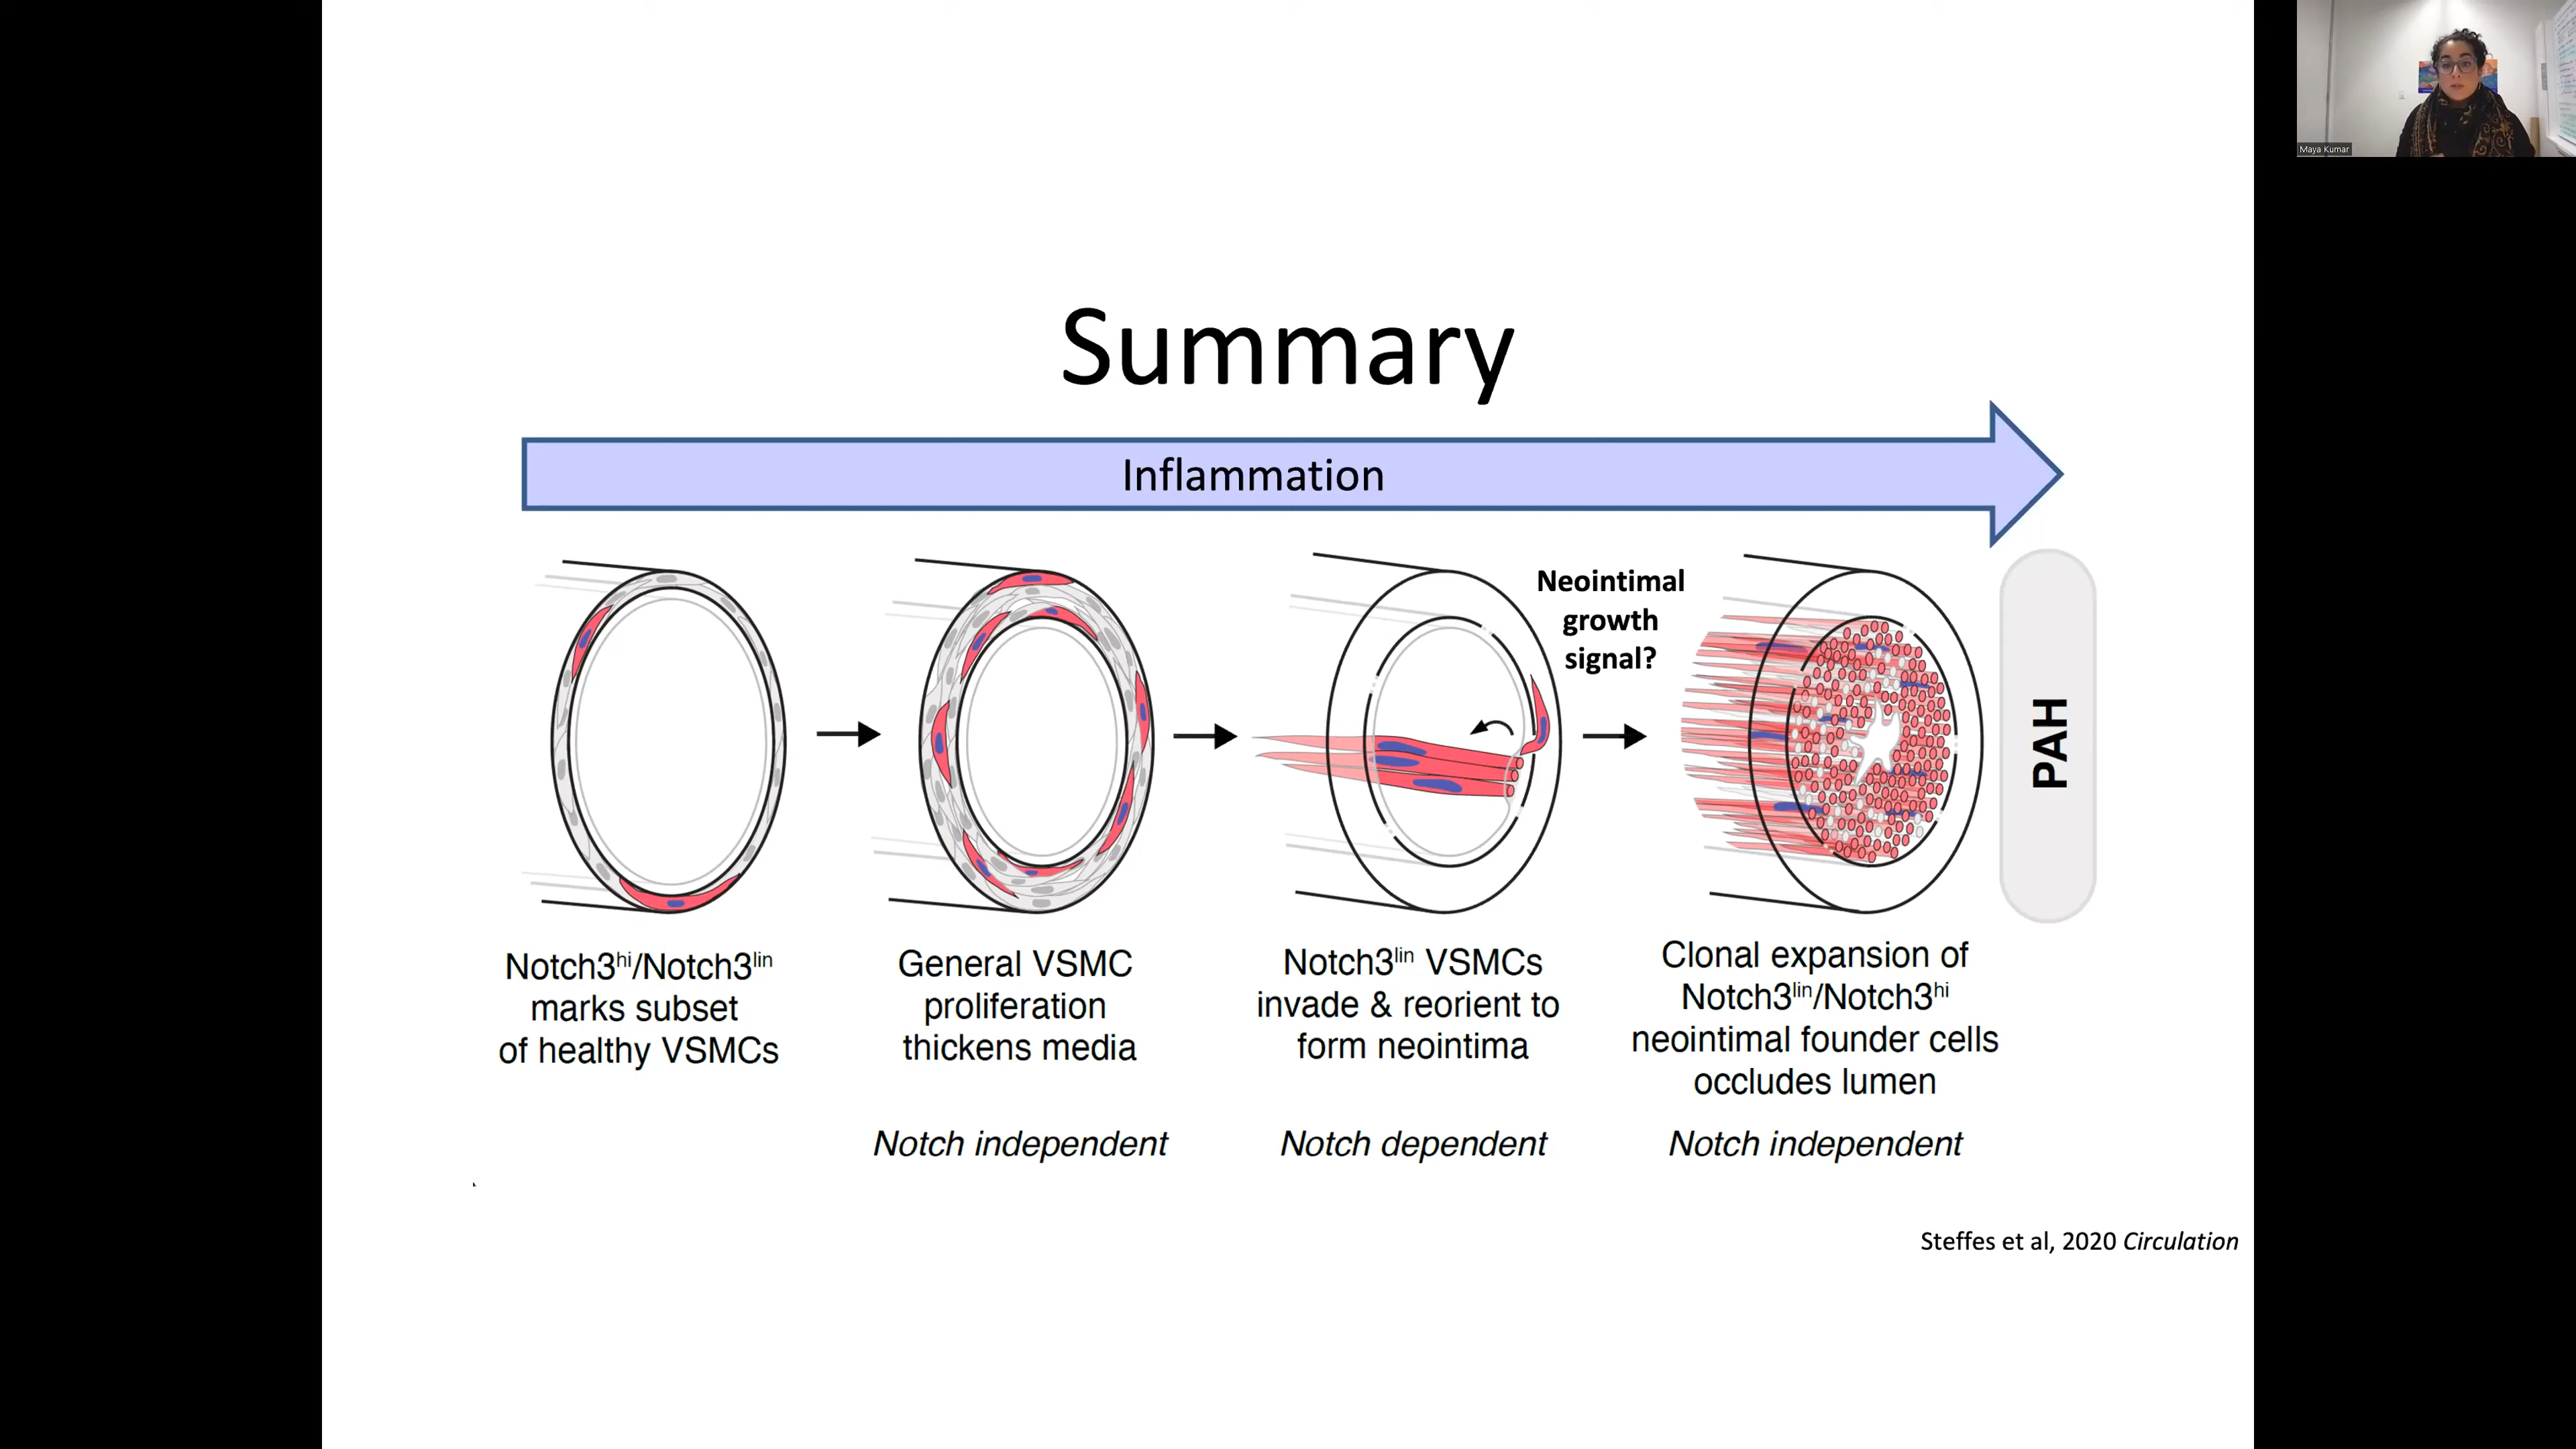 Maya Kumar
Summary
Inflammation
Neointimal
growth
signal?
PAH
Notch3hi/Notch3lin
marks subset
of healthy VSMCs
General VSMC
proliferation
thickens media
Notch independent
Notch3lin VSMCs
invade & reorient to
form neointima
Notch dependent
Clonal expansion of
Notch3lin/Notch3hi
neointimal founder cells
occludes lumen
Notch independent
Steffes et al, 2020 Circulation